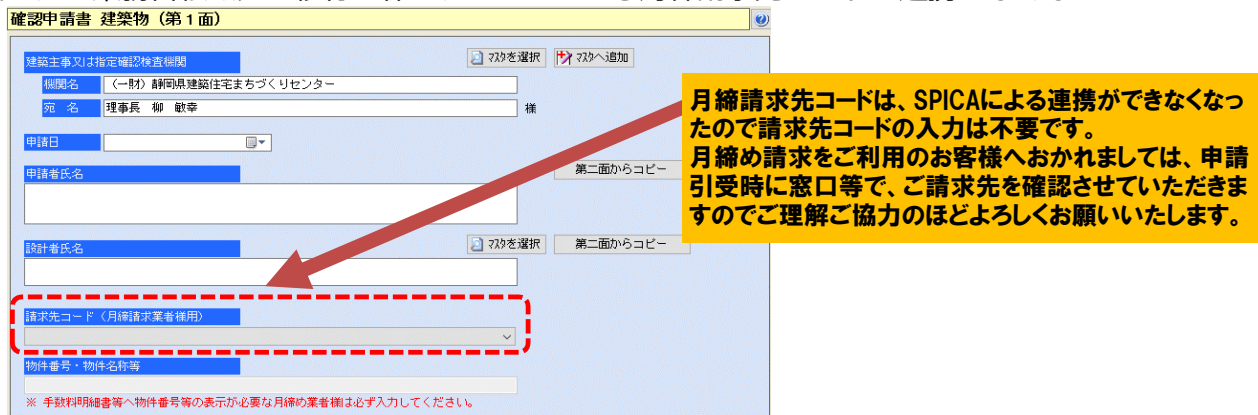 確認申請書 建築物（第１面）
建築主事又は指定確認検査機関
ﾏｽﾀを選択
ﾏｽﾀへ追加
機関名
（一財）静岡県建築住宅まちづくりセンター
宛 名
理事長 柳 敏幸
様
申請日
申請者氏名
第二面からコピー
設計者氏名
ﾏｽﾀを選択
第二面からコピー
請求先コード（月締請求業者様用）
物件番号・物件名称等
※ 手数料明細書等へ物件番号等の表示が必要な月締め業者様は必ず入力してください。
月締請求先コードは、SPICAによる連携ができなくなっ
たので請求先コードの入力は不要です。
月締め請求をご利用のお客様へおかれましては、申請
引受時に窓口等で、ご請求先を確認させていただきま
すのでご理解ご協力のほどよろしくお願いいたします。